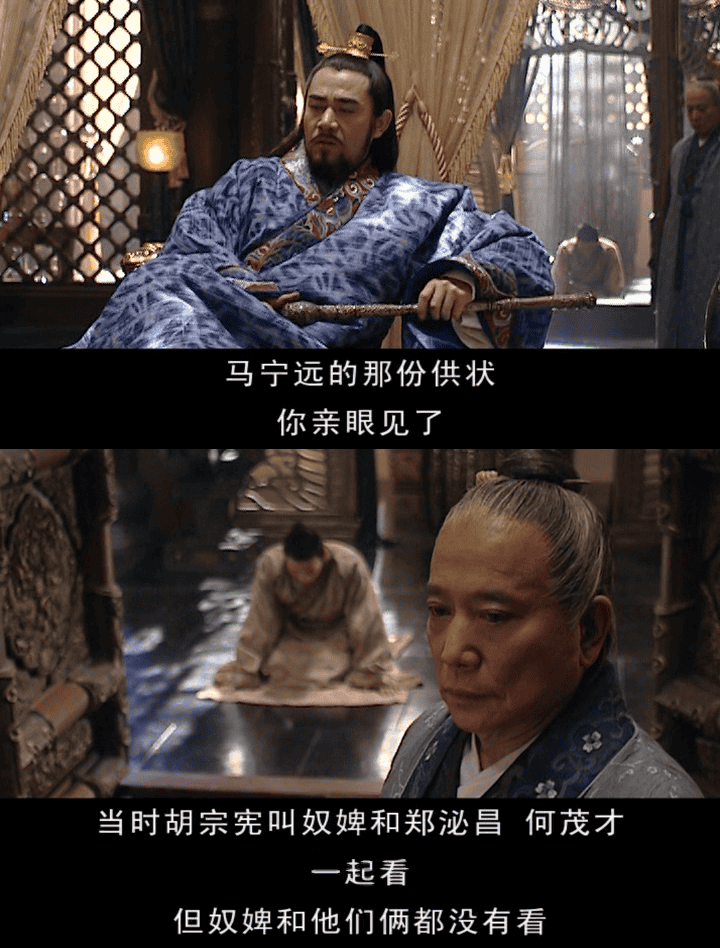 马宁远的那份供状
你亲眼见了
当时胡宗宪叫奴婢和郑泌昌 何茂才
一起看
但奴婢和他们俩都没有看